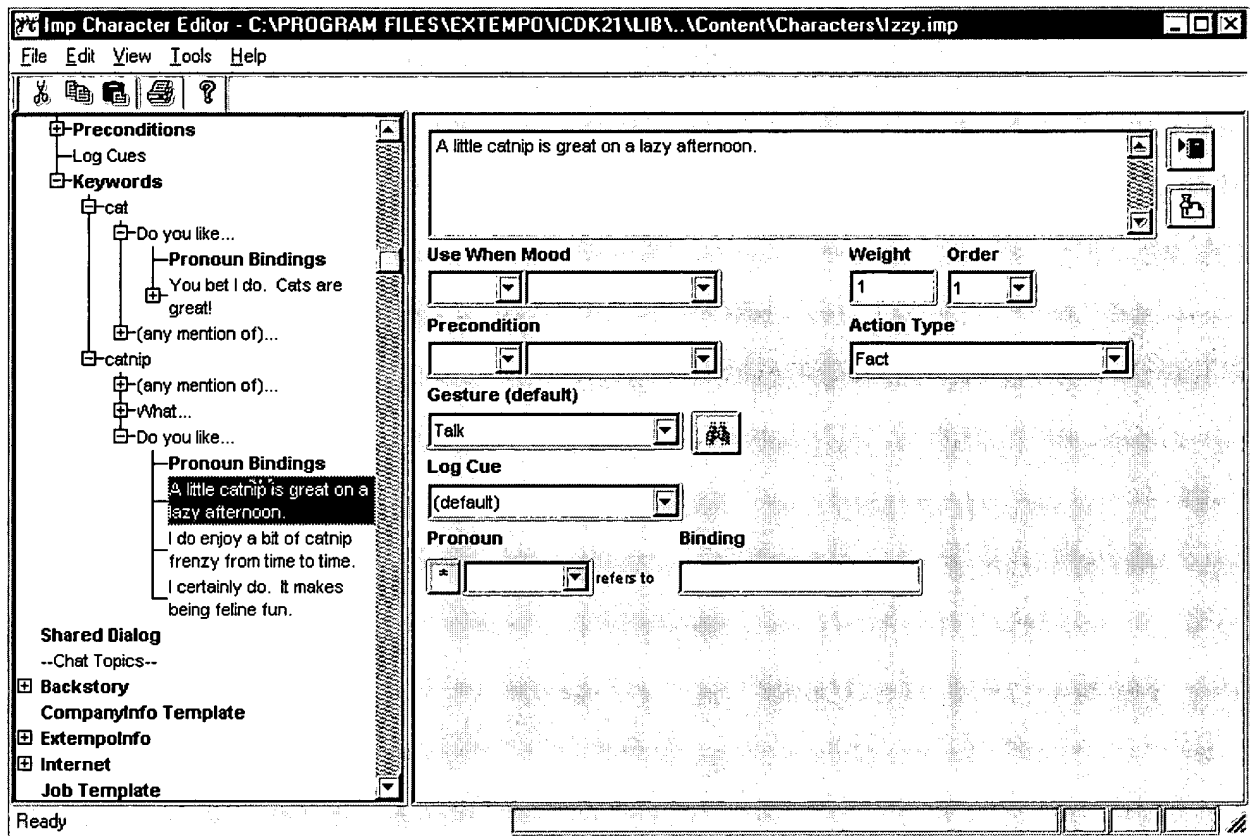 Imp Character Editor - C:\PROGRAM FILES\EXTEMPO\ICDK21\LIB\..\Content\Characters\Izzy.imp
File Edit View Tools Help
Preconditions
Log Cues
Keywords
cat
Do you like...
Pronoun Bindings
You bet I do. Cats are
great!
(any mention of)...
catnip
(any mention of)...
What...
Do you like...
Pronoun Bindings
A little catnip is great on a
lazy afternoon.
I do enjoy a bit of catnip
frenzy from time to time.
I certainly do. It makes
being feline fun.
Shared Dialog
--Chat Topics--
Backstory
CompanyInfo Template
ExtempoInfo
Internet
Job Template
A little catnip is great on a lazy afternoon.
Use When Mood Weight Order
1 1
Precondition Action Type
Fact
Gesture (default)
Talk
Log Cue
(default)
Pronoun Binding
* refers to
Ready